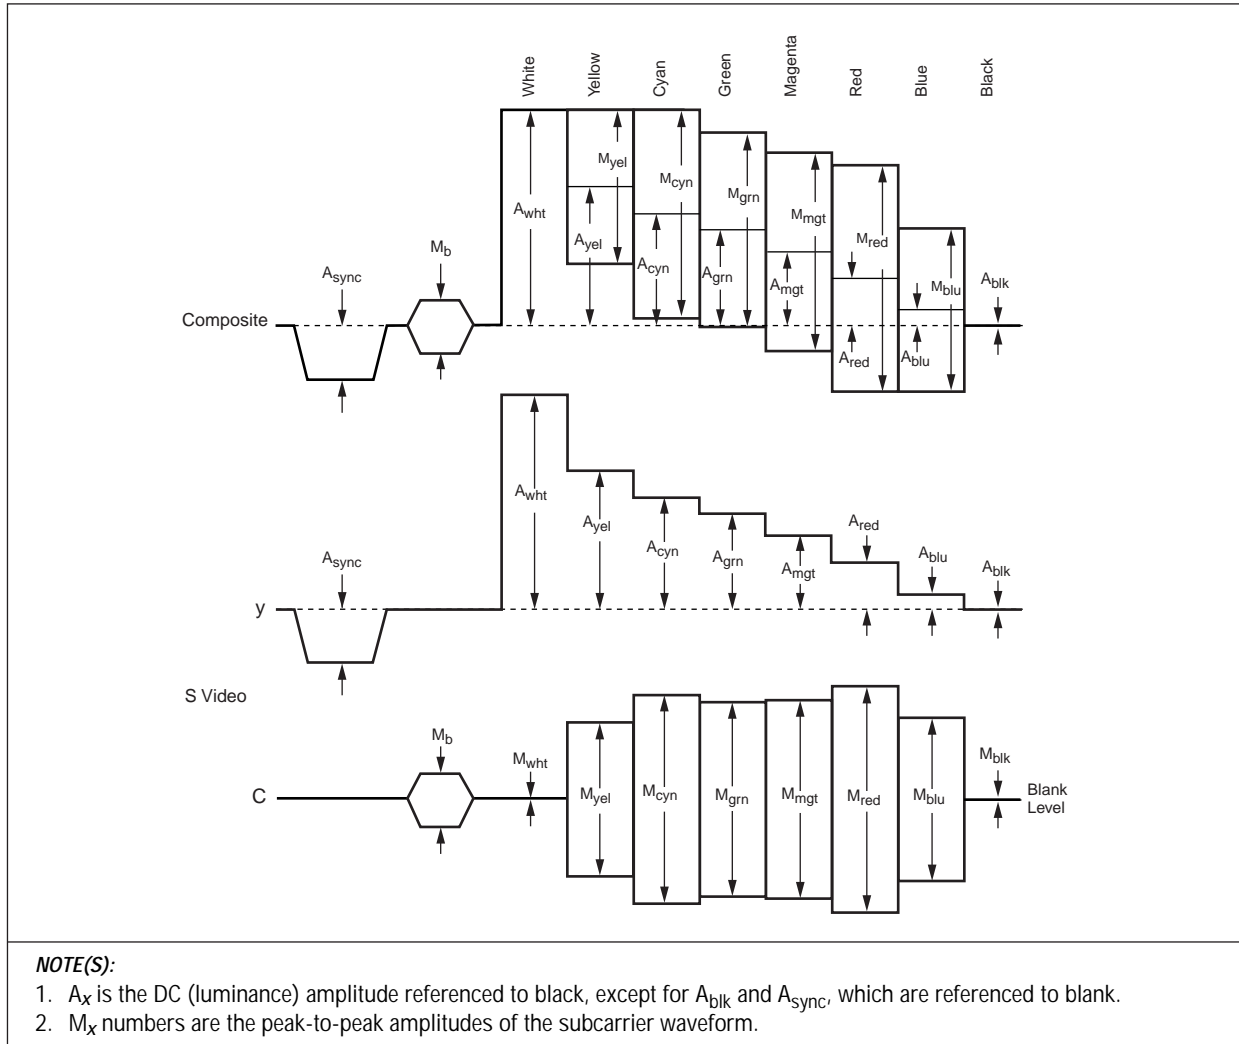 White
Yellow
Cyan
Green
Magenta
Red
Blue
Black
Composite
Async
Mb
Awht
Myel
Ayel
Mcyn
Acyn
Mgrn
Agrn
Mmgt
Amgt
Mred
Ared
Mblu
Ablu
Ablk
y
Async
Awht
Ayel
Acyn
Agrn
Amgt
Ared
Ablu
Ablk
S Video
C
Mb
Mwht
Myel
Mcyn
Mgrn
Mmgt
Mred
Mblu
Mblk
Blank
Level
NOTE(S):
1. Ax is the DC (luminance) amplitude referenced to black, except for Ablk and Async, which are referenced to blank.
2. Mx numbers are the peak-to-peak amplitudes of the subcarrier waveform.